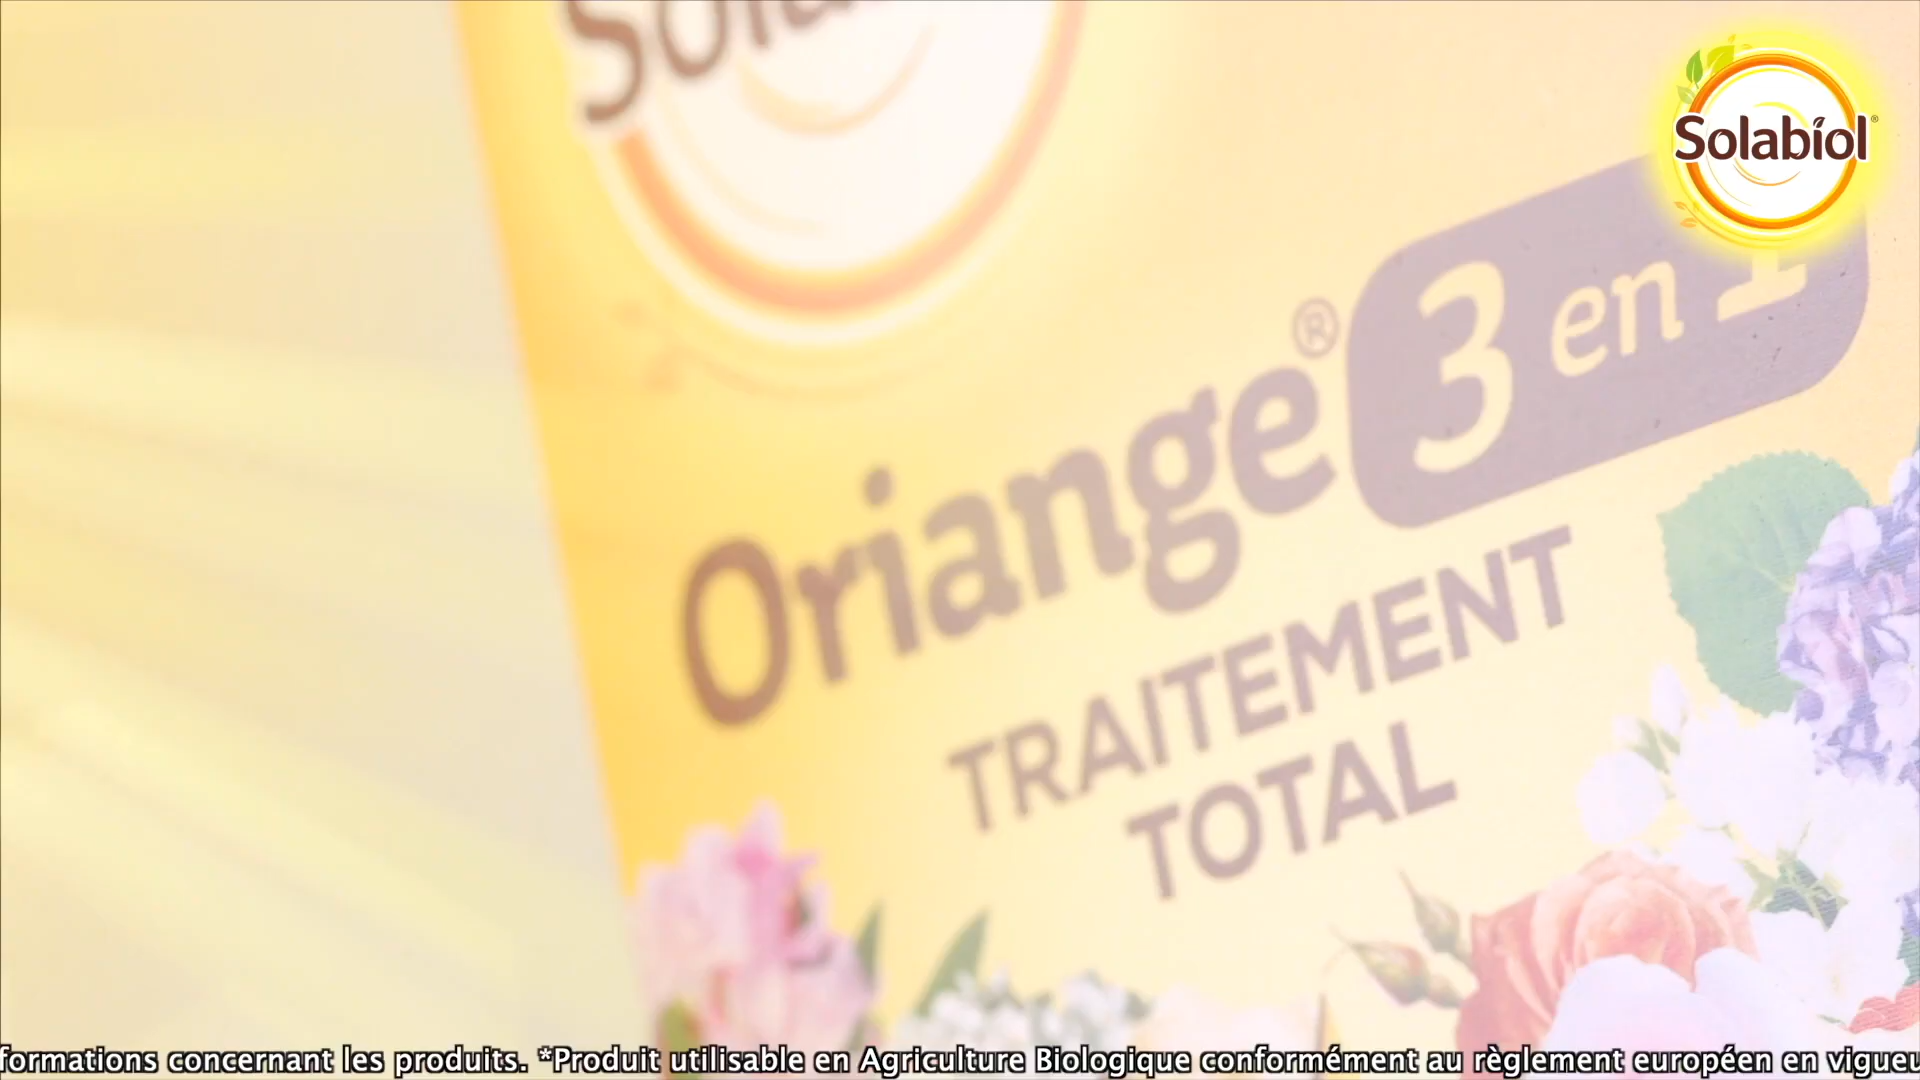 Solabiol®
Oriange® 3 en 1
TRAITEMENT
TOTAL
formations concernant les produits. *Produit utilisable en Agriculture Biologique conformément au règlement européen en vigueu